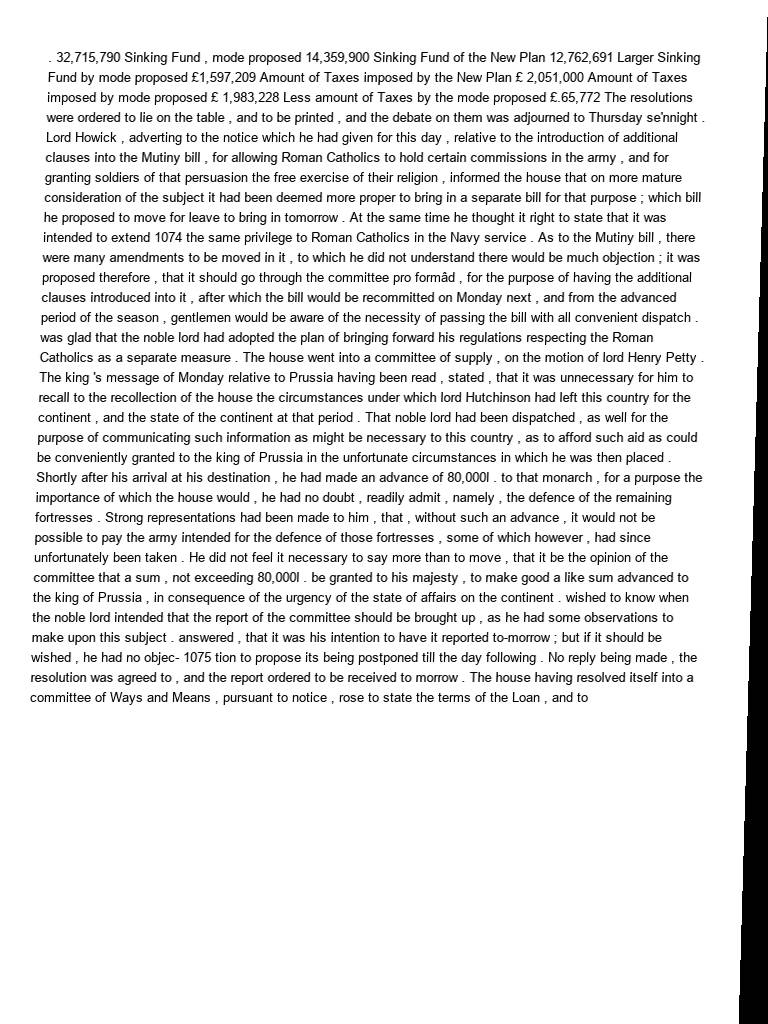 . 32,715,790 Sinking Fund , mode proposed 14,359,900 Sinking Fund of the New Plan 12,762,691 Larger Sinking
Fund by mode proposed £1,597,209 Amount of Taxes imposed by the New Plan £ 2,051,000 Amount of Taxes
imposed by mode proposed £ 1,983,228 Less amount of Taxes by the mode proposed £.65,772 The resolutions
were ordered to lie on the table , and to be printed , and the debate on them was adjourned to Thursday se'nnight .
Lord Howick , adverting to the notice which he had given for this day , relative to the introduction of additional
clauses into the Mutiny bill , for allowing Roman Catholics to hold certain commissions in the army , and for
granting soldiers of that persuasion the free exercise of their religion , informed the house that on more mature
consideration of the subject it had been deemed more proper to bring in a separate bill for that purpose ; which bill
he proposed to move for leave to bring in tomorrow . At the same time he thought it right to state that it was
intended to extend 1074 the same privilege to Roman Catholics in the Navy service . As to the Mutiny bill , there
were many amendments to be moved in it , to which he did not understand there would be much objection ; it was
proposed therefore , that it should go through the committee pro formâd , for the purpose of having the additional
clauses introduced into it , after which the bill would be recommitted on Monday next , and from the advanced
period of the season , gentlemen would be aware of the necessity of passing the bill with all convenient dispatch .
was glad that the noble lord had adopted the plan of bringing forward his regulations respecting the Roman
Catholics as a separate measure . The house went into a committee of supply , on the motion of lord Henry Petty .
The king 's message of Monday relative to Prussia having been read , stated , that it was unnecessary for him to
recall to the recollection of the house the circumstances under which lord Hutchinson had left this country for the
continent , and the state of the continent at that period . That noble lord had been dispatched , as well for the
purpose of communicating such information as might be necessary to this country , as to afford such aid as could
be conveniently granted to the king of Prussia in the unfortunate circumstances in which he was then placed .
Shortly after his arrival at his destination , he had made an advance of 80,000l . to that monarch , for a purpose the
importance of which the house would , he had no doubt , readily admit , namely , the defence of the remaining
fortresses . Strong representations had been made to him , that , without such an advance , it would not be
possible to pay the army intended for the defence of those fortresses , some of which however , had since
unfortunately been taken . He did not feel it necessary to say more than to move , that it be the opinion of the
committee that a sum , not exceeding 80,000l . be granted to his majesty , to make good a like sum advanced to
the king of Prussia , in consequence of the urgency of the state of affairs on the continent . wished to know when
the noble lord intended that the report of the committee should be brought up , as he had some observations to
make upon this subject . answered , that it was his intention to have it reported to-morrow ; but if it should be
wished , he had no objec- 1075 tion to propose its being postponed till the day following . No reply being made , the
resolution was agreed to , and the report ordered to be received to morrow . The house having resolved itself into a
committee of Ways and Means , pursuant to notice , rose to state the terms of the Loan , and to